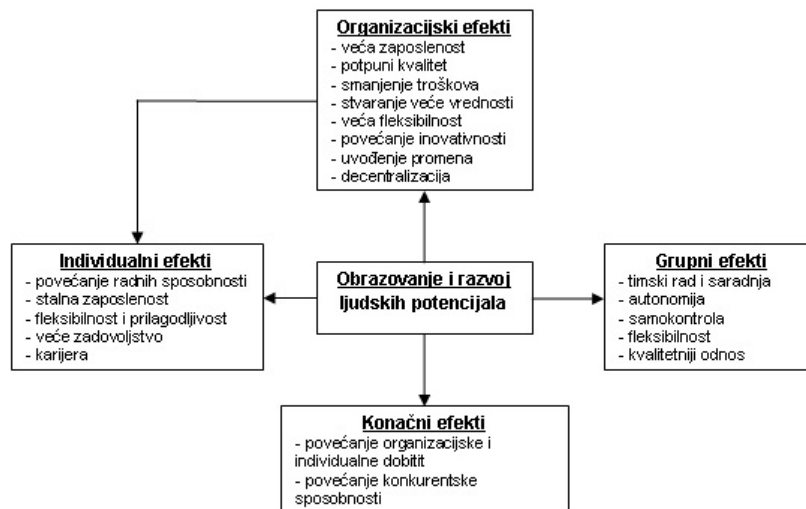 Organizacijski efekti
- veća zaposlenost
- potpuni kvalitet
- smanjenje troškova
- stvaranje veće vrednosti
- veća fleksibilnost
- povećanje inovativnosti
- uvođenje promena
- decentralizacija
Individualni efekti
- povećanje radnih sposobnosti
- stalna zaposlenost
- fleksibilnost i prilagodljivost
- veće zadovoljstvo
- karijera
Obrazovanje i razvoj
ljudskih potencijala
Grupni efekti
- timski rad i saradnja
- autonomija
- samokontrola
- fleksibilnost
- kvalitetniji odnos
Konačni efekti
- povećanje organizacijske i
individualne dobitit
- povećanje konkurentske
sposobnosti